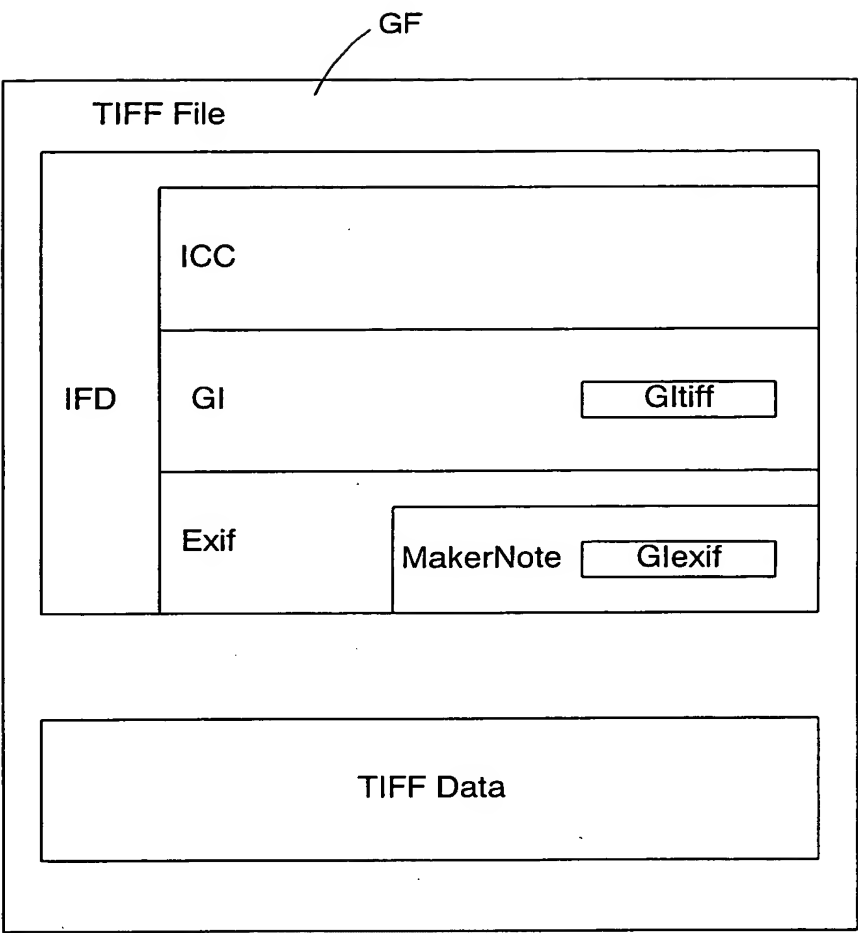 GF
TIFF File
ICC
IFD
GI
GItiff
Exif
MakerNote
GIexif
TIFF Data